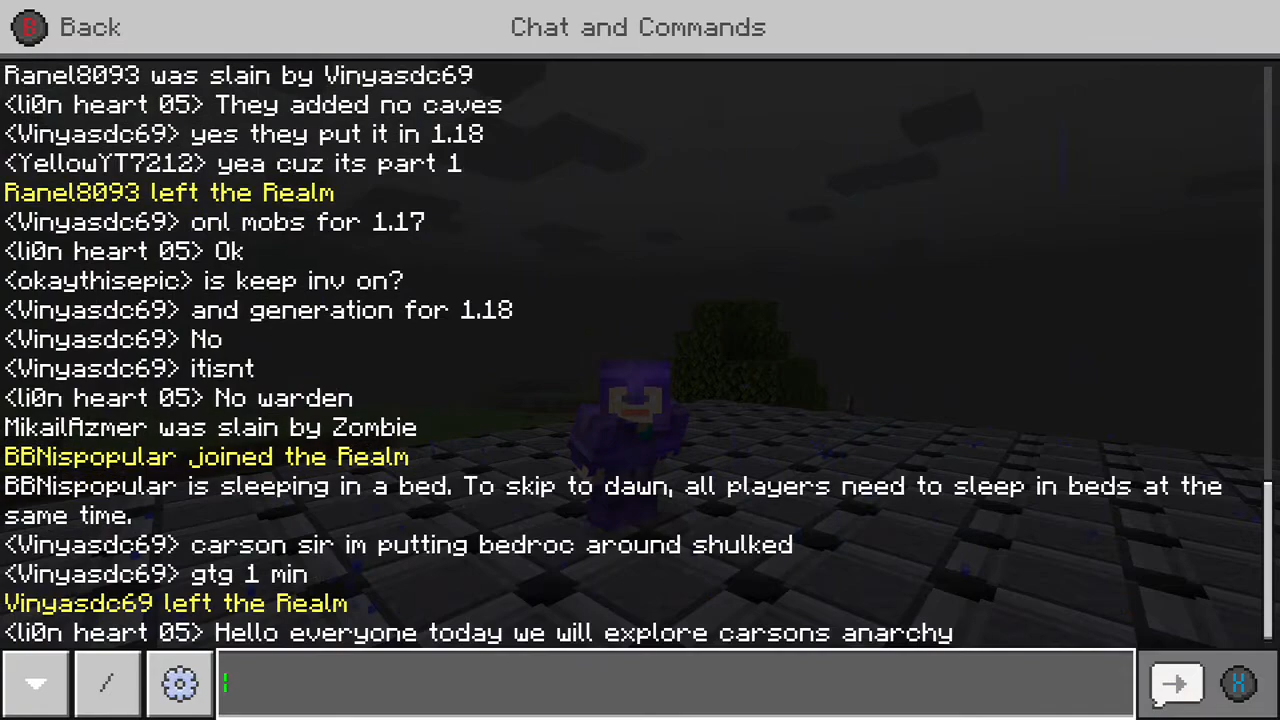 B Back
Chat and Commands
Ranel8093 was slain by Vinyasdc69
<li0n heart 05> They added no caves
<Vinyasdc69> yes they put it in 1.18
<YellowYT7212> yea cuz its part 1
Ranel8093 left the Realm
<Vinyasdc69> onl mobs for 1.17
<li0n heart 05> Ok
<okaythisepic> is keep inv on?
<Vinyasdc69> and generation for 1.18
<Vinyasdc69> No
<Vinyasdc69> itisnt
<li0n heart 05> No warden
MikailAzmer was slain by Zombie
BBNispopular joined the Realm
BBNispopular is sleeping in a bed. To skip to dawn, all players need to sleep in beds at the
same time.
<Vinyasdc69> carson sir im putting bedroc around shulked
<Vinyasdc69> gtg 1 min
Vinyasdc69 left the Realm
<li0n heart 05> Hello everyone today we will explore carsons anarchy
/
X